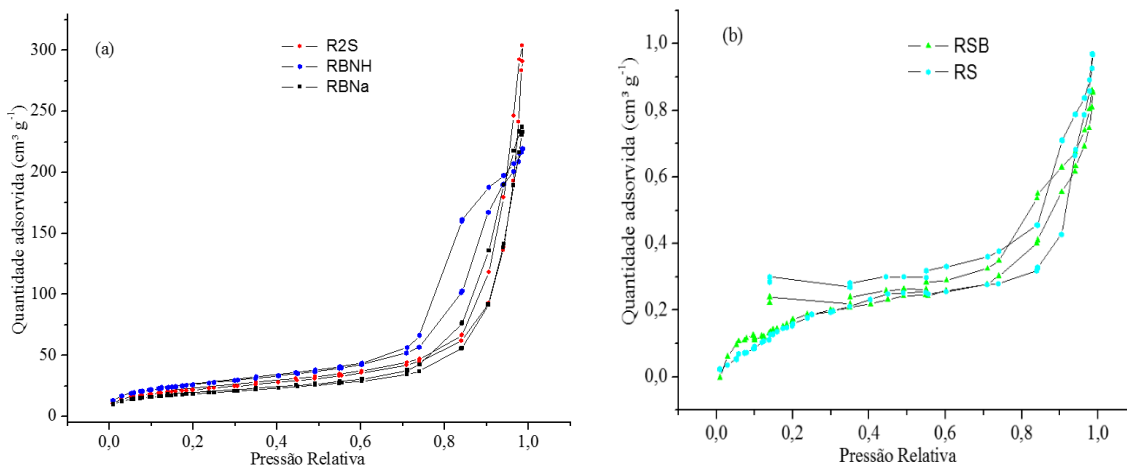 (a)
R2S
RBNH
RBNa
Quantidade adsorvida (cm³ g⁻¹)
300
250
200
150
100
50
0
0,0 0,2 0,4 0,6 0,8 1,0
Pressão Relativa
(b)
RSB
RS
Quantidade adsorvida (cm³ g⁻¹)
1,0
0,8
0,6
0,4
0,2
0,0
0,0 0,2 0,4 0,6 0,8 1,0
Pressão Relativa